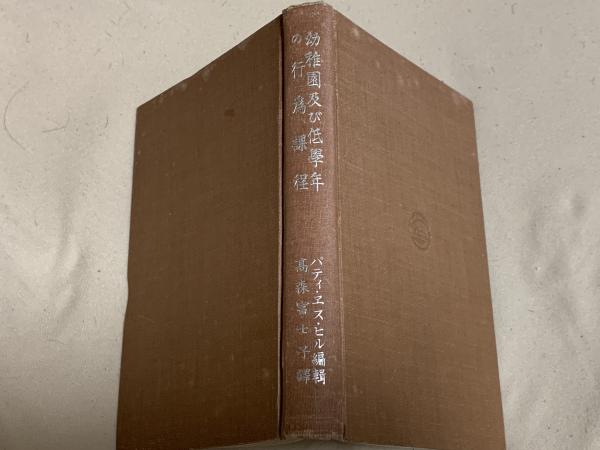 幼稚園及び低學年
の行爲課程
パティ・ヱス・ヒル編輯
高森富士子譯